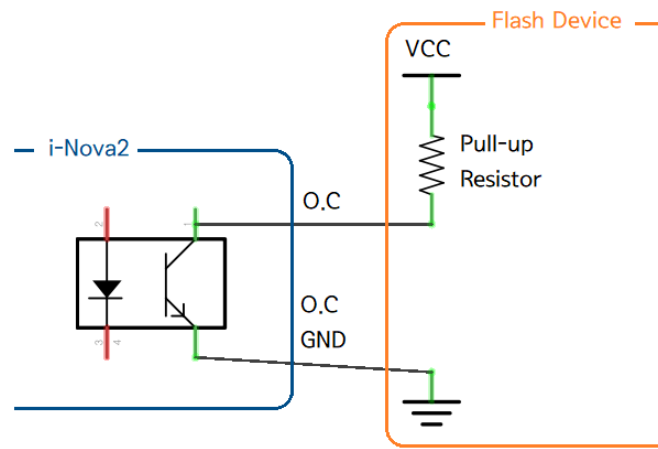 Flash Device
VCC
i-Nova2
Pull-up
Resistor
O.C
O.C
GND
2
1
3
4